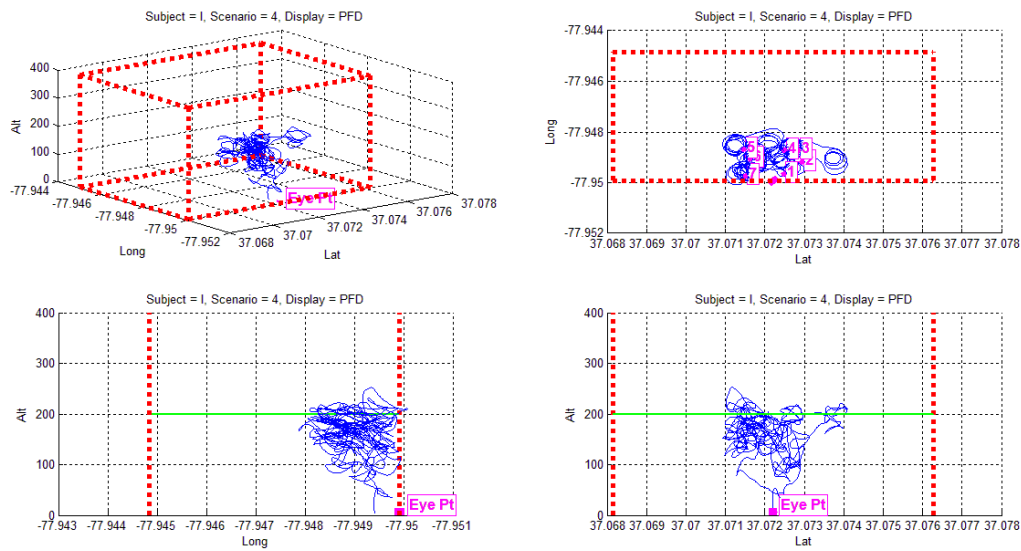 Subject = I, Scenario = 4, Display = PFD
400
300
200
100
0
Alt
-77.944
-77.946
-77.948
-77.95
-77.952
Long
37.068
37.07
37.072
37.074
37.076
37.078
Lat
Eye Pt
-77.944
-77.946
-77.948
-77.95
-77.952
Long
5
4
3
2
7
1
37.068 37.069 37.07 37.071 37.072 37.073 37.074 37.075 37.076 37.077 37.078
Lat
Subject = I, Scenario = 4, Display = PFD
400
300
200
100
0
Alt
Eye Pt
-77.943 -77.944 -77.945 -77.946 -77.947 -77.948 -77.949 -77.95 -77.951
Long
Subject = I, Scenario = 4, Display = PFD
400
300
200
100
0
Alt
Eye Pt
37.068 37.069 37.07 37.071 37.072 37.073 37.074 37.075 37.076 37.077 37.078
Lat
Subject = I, Scenario = 4, Display = PFD